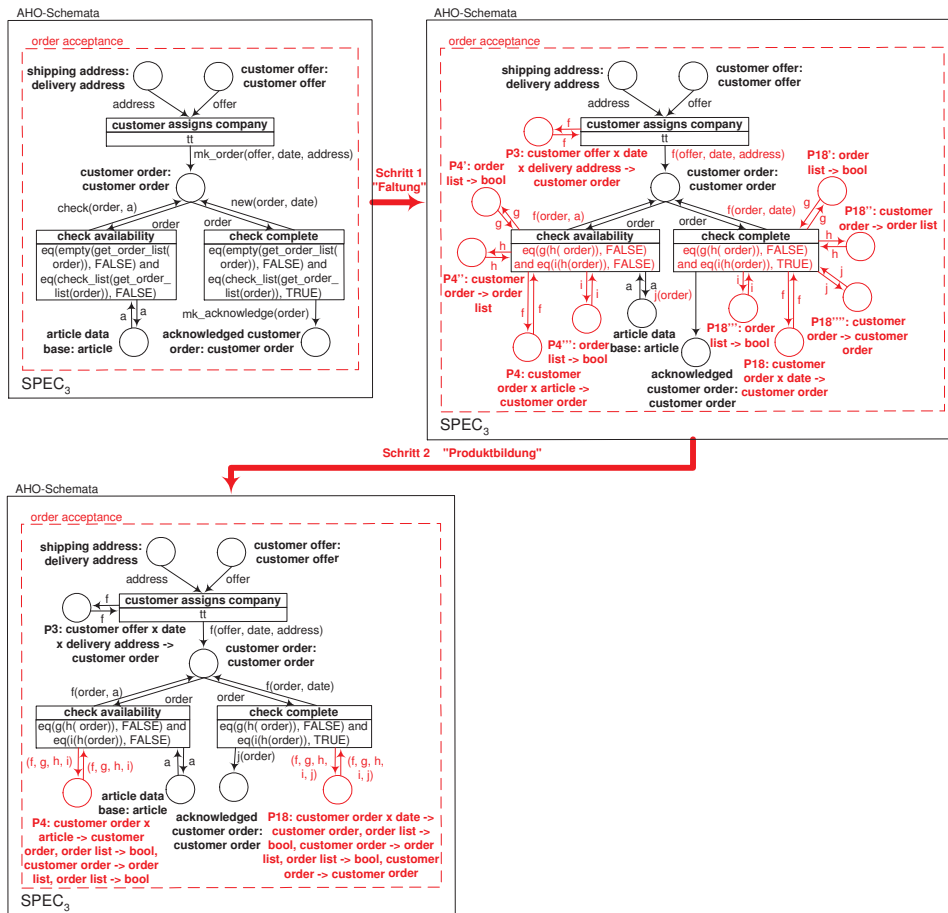 AHO-Schemata
order acceptance
shipping address:
delivery address
customer offer:
customer offer
address
offer
customer assigns company
tt
mk_order(offer, date, address)
customer order:
customer order
check(order, a)
new(order, date)
order
order
check availability
eq(empty(get_order_list(
order)), FALSE) and
eq(check_list(get_order_
list(order)), FALSE)
check complete
eq(empty(get_order_list(
order)), FALSE) and
eq(check_list(get_order_
list(order)), TRUE)
a
a
mk_acknowledge(order)
article data
base: article
acknowledged customer
order: customer order
SPEC3
Schritt 1
"Faltung"
AHO-Schemata
order acceptance
shipping address:
delivery address
customer offer:
customer offer
address
offer
customer assigns company
tt
f
f
P3: customer offer x date
x delivery address ->
customer order
f(offer, date, address)
customer order:
customer order
P4': order
list -> bool
P18': order
list -> bool
g
g
f(order, a)
order
order
f(order, date)
g
g
P18'': customer
order -> order list
check availability
eq(g(h( order)), FALSE)
and eq(i(h(order)), FALSE)
check complete
eq(g(h( order)), FALSE)
and eq(i(h(order)), TRUE)
h
h
h
h
P4'': customer
order -> order
list
f
f
i
i
a
a
j(order)
i
i
f
f
j
j
P4''': order
list -> bool
article data
base: article
P18''': order
list -> bool
P18'''': customer
order -> customer
order
P4: customer
order x article ->
customer order
acknowledged
customer order:
customer order
P18: customer
order x date ->
customer order
SPEC3
Schritt 2 "Produktbildung"
AHO-Schemata
order acceptance
shipping address:
delivery address
customer offer:
customer offer
address
offer
customer assigns company
tt
f
f
P3: customer offer x date
x delivery address ->
customer order
f(offer, date, address)
customer order:
customer order
f(order, a)
f(order, date)
order
order
check availability
eq(g(h( order)), FALSE) and
eq(i(h(order)), FALSE)
check complete
eq(g(h( order)), FALSE) and
eq(i(h(order)), TRUE)
(f, g, h, i)
(f, g, h, i)
a
a
j(order)
(f, g, h,
i, j)
(f, g, h,
i, j)
article data
base: article
P4: customer order x
article -> customer
order, order list -> bool,
customer order -> order
list, order list -> bool
acknowledged
customer order:
customer order
P18: customer order x date ->
customer order, order list ->
bool, customer order -> order
list, order list -> bool, customer
order -> customer order
SPEC3